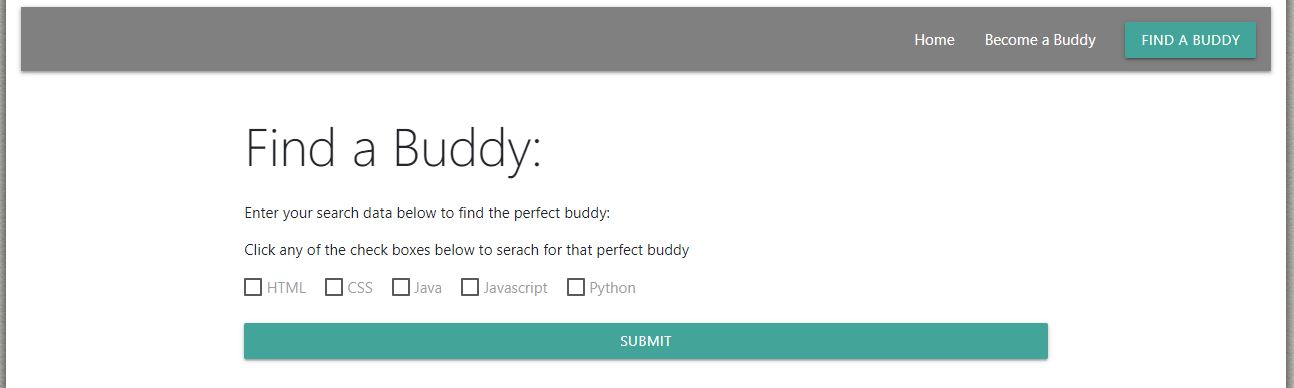 Home Become a Buddy FIND A BUDDY
Find a Buddy:
Enter your search data below to find the perfect buddy:
Click any of the check boxes below to serach for that perfect buddy
HTML CSS Java Javascript Python
SUBMIT